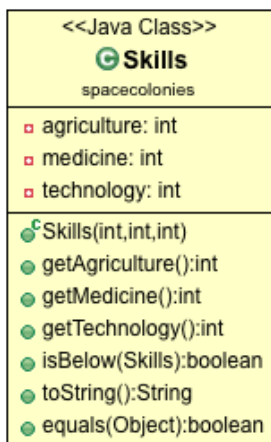 <<Java Class>>
C Skills
spacecolonies
agriculture: int
medicine: int
technology: int
C Skills(int,int,int)
getAgriculture():int
getMedicine():int
getTechnology():int
isBelow(Skills):boolean
toString():String
equals(Object):boolean